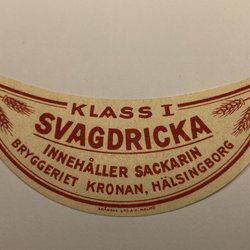 KLASS I
SVAGDRICKA
INNEHÅLLER SACKARIN
BRYGGERIET KRONAN, HÄLSINGBORG